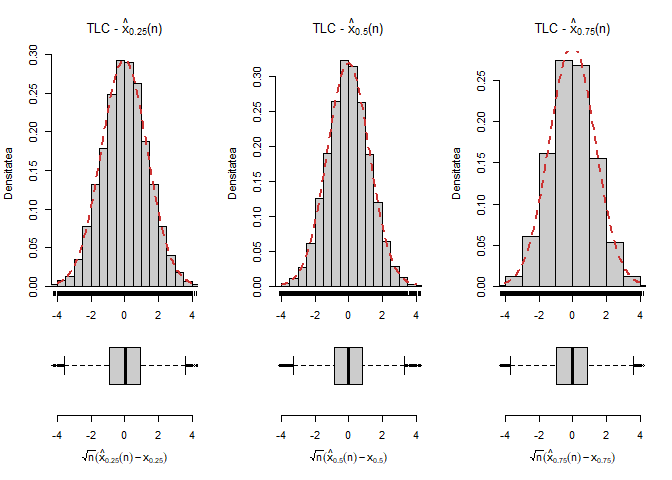 TLC - x̂0.25(n)
Densitatea
0.00 0.05 0.10 0.15 0.20 0.25 0.30
-4 -2 0 2 4
-4 -2 0 2 4
√n(x̂0.25(n) − x0.25)
TLC - x̂0.5(n)
Densitatea
0.00 0.05 0.10 0.15 0.20 0.25 0.30
-4 -2 0 2 4
-4 -2 0 2 4
√n(x̂0.5(n) − x0.5)
TLC - x̂0.75(n)
Densitatea
0.00 0.05 0.10 0.15 0.20 0.25
-4 -2 0 2 4
-4 -2 0 2 4
√n(x̂0.75(n) − x0.75)